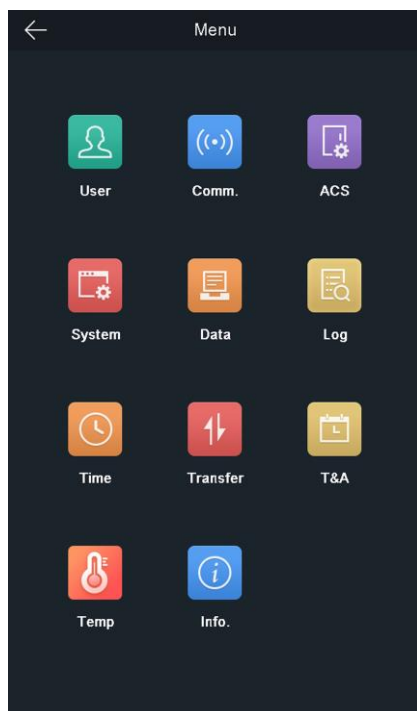 Menu
User Comm. ACS
System Data Log
Time Transfer T&A
Temp Info.